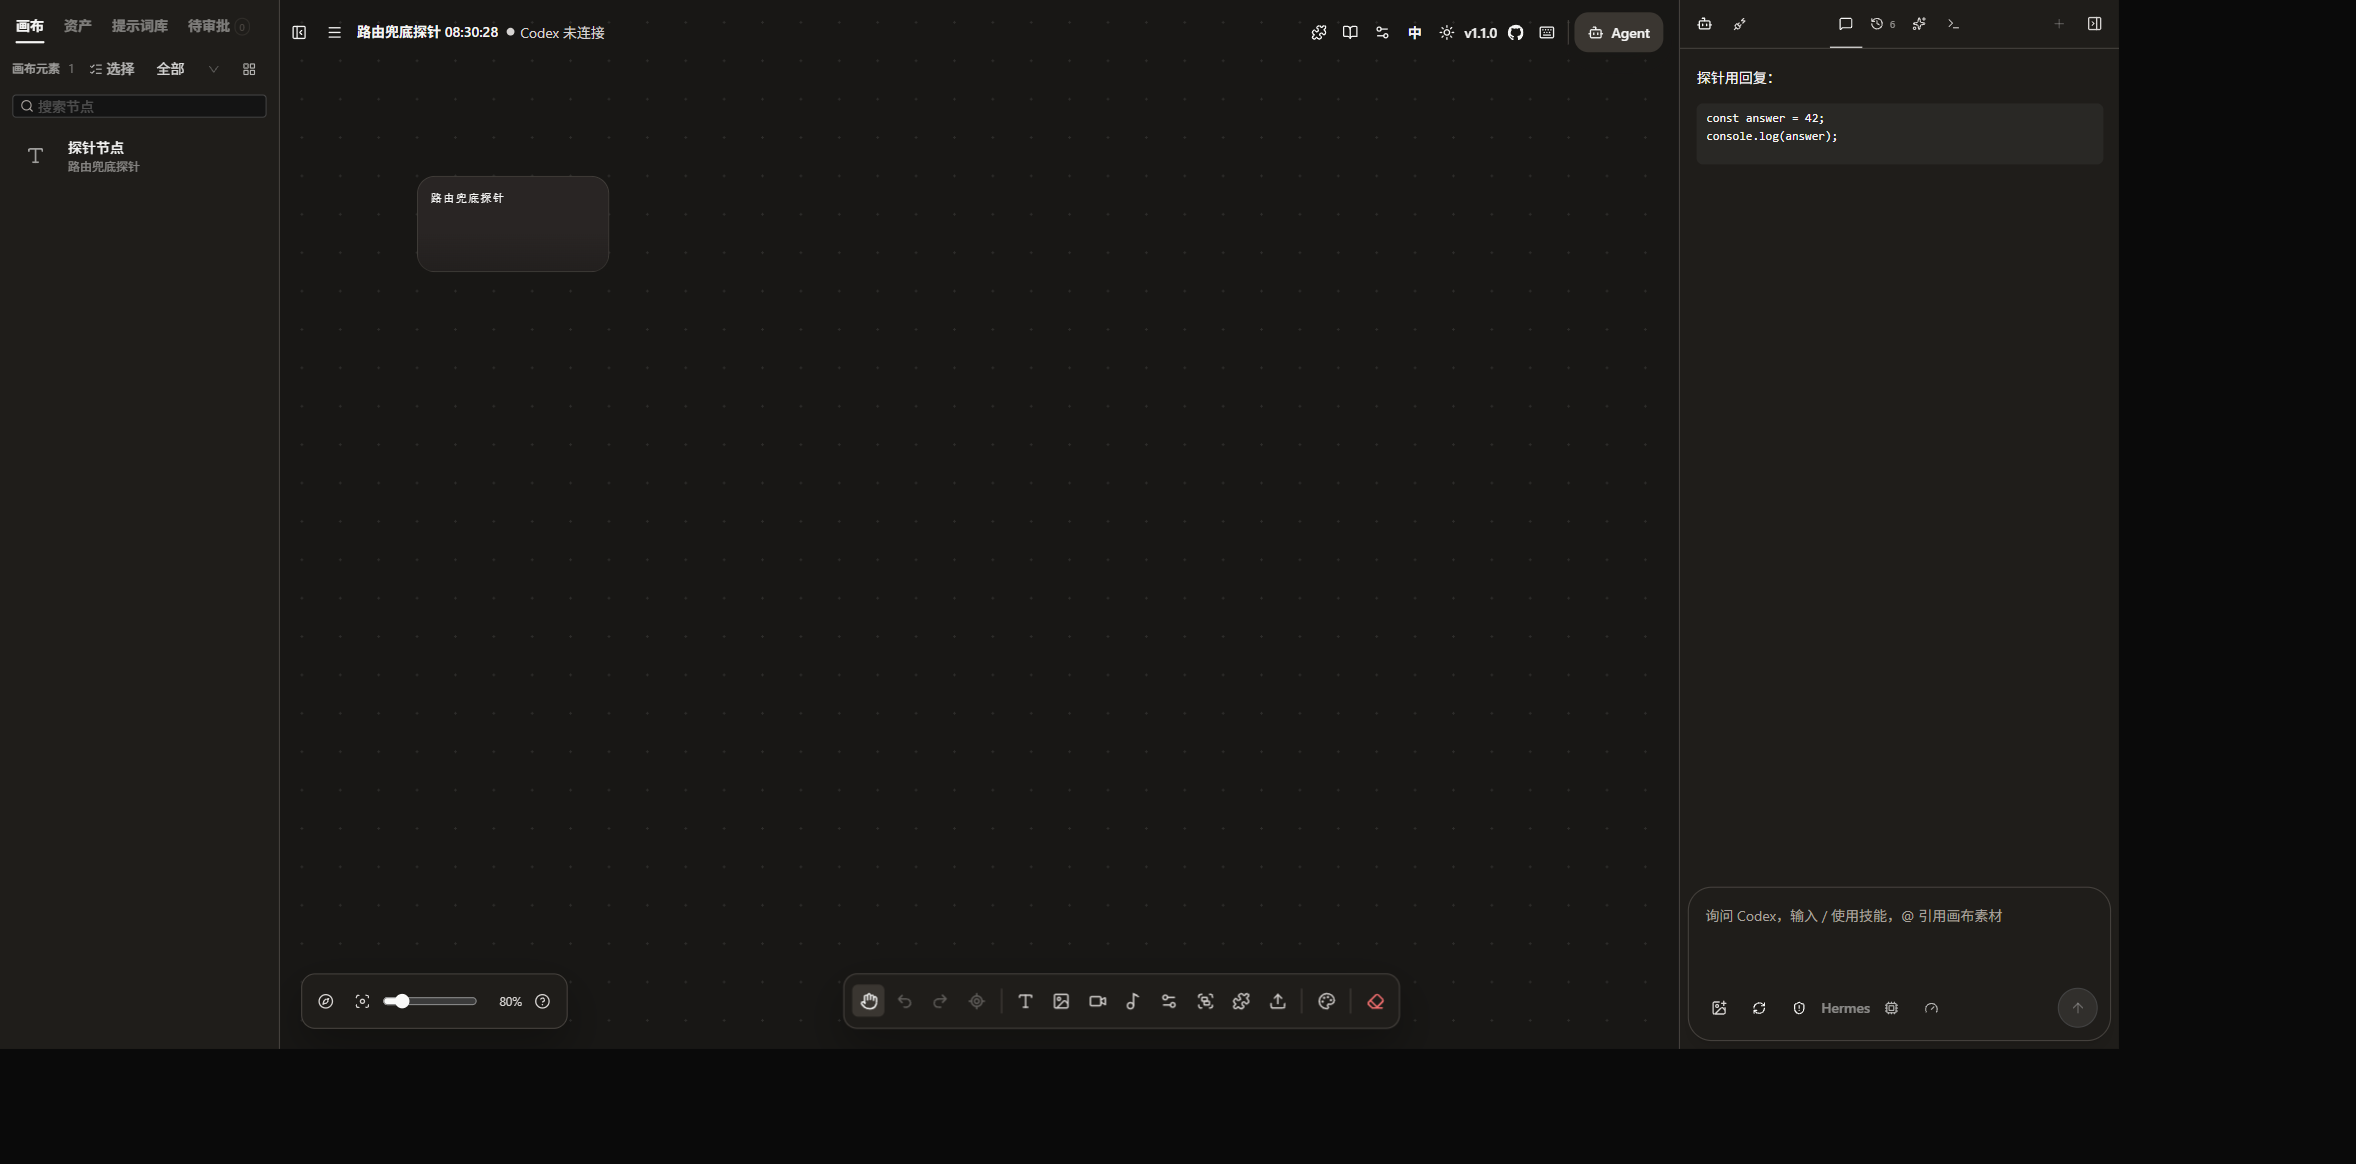 画布 资产 提示词库 待审批 0
画布元素 1 选择 全部
搜索节点
探针节点
路由兜底探针
路由兜底探针 08:30:28 Codex 未连接
中 v1.1.0 Agent
路由兜底探针
80%
6
探针用回复：
const answer = 42;
console.log(answer);
询问 Codex，输入 / 使用技能，@ 引用画布素材
Hermes